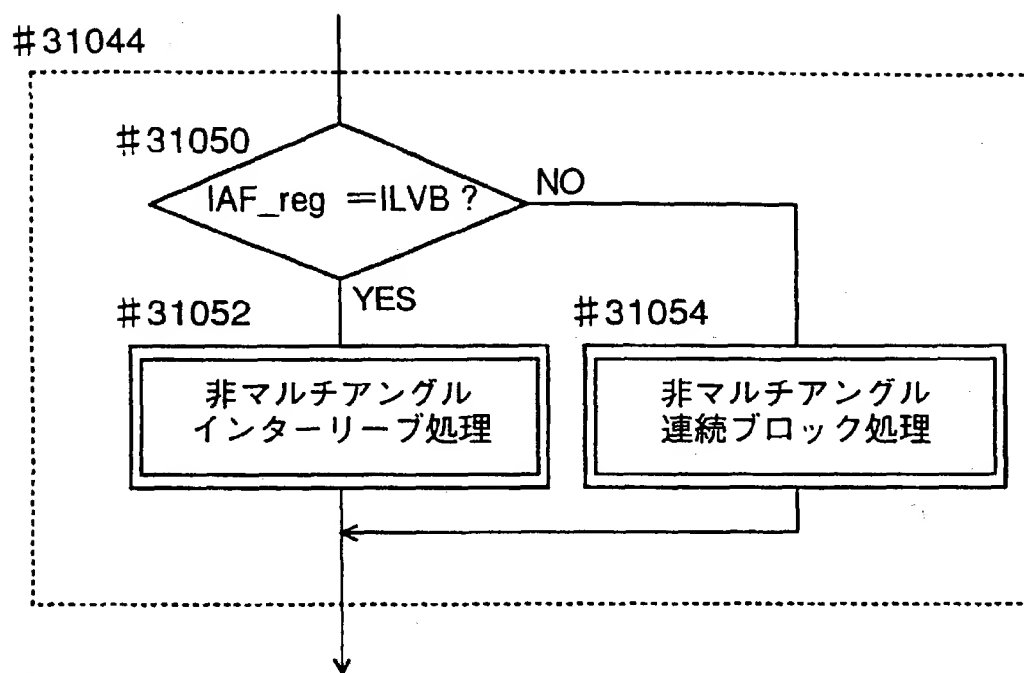 #31044
#31050
IAF_reg =ILVB ?
NO
YES
#31052
#31054
非マルチアングル
インターリーブ処理
非マルチアングル
連続ブロック処理